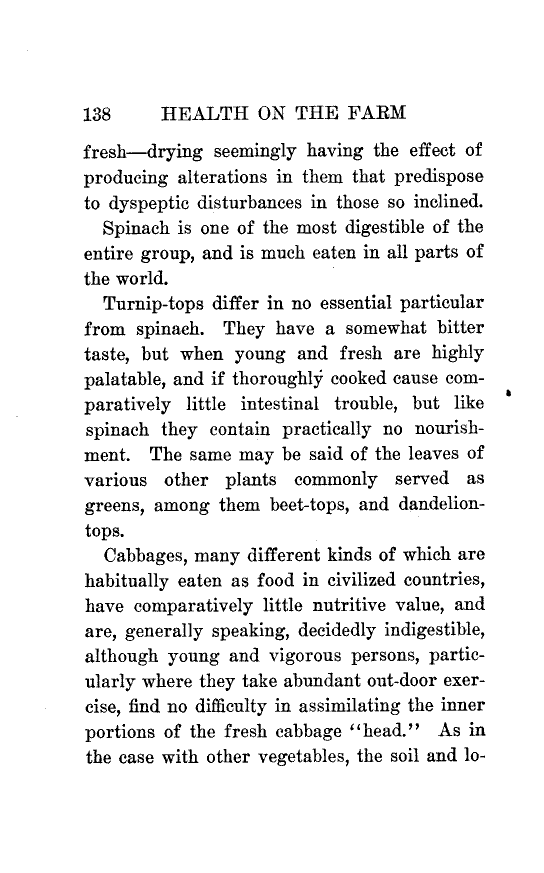 138 HEALTH ON THE FARM
fresh—drying seemingly having the effect of
producing alterations in them that predispose
to dyspeptic disturbances in those so inclined.
Spinach is one of the most digestible of the
entire group, and is much eaten in all parts of
the world.
Turnip-tops differ in no essential particular
from spinach. They have a somewhat bitter
taste, but when young and fresh are highly
palatable, and if thoroughly cooked cause com-
paratively little intestinal trouble, but like
spinach they contain practically no nourish-
ment. The same may be said of the leaves of
various other plants commonly served as
greens, among them beet-tops, and dandelion-
tops.
Cabbages, many different kinds of which are
habitually eaten as food in civilized countries,
have comparatively little nutritive value, and
are, generally speaking, decidedly indigestible,
although young and vigorous persons, partic-
ularly where they take abundant out-door exer-
cise, find no difficulty in assimilating the inner
portions of the fresh cabbage "head." As in
the case with other vegetables, the soil and lo-